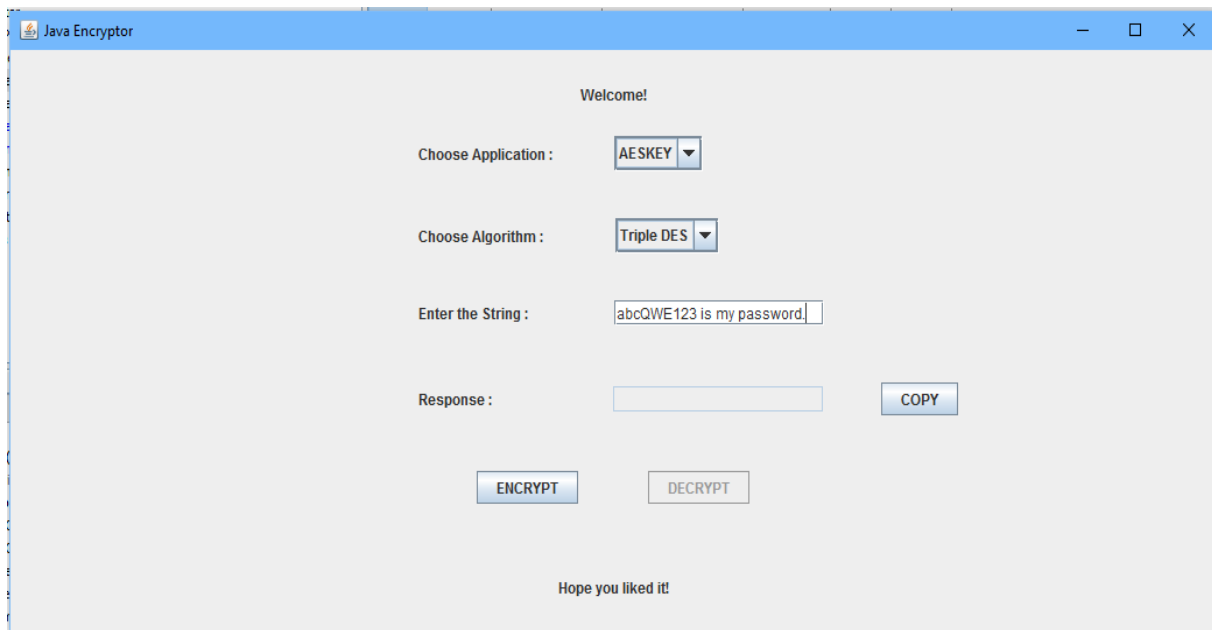 Java Encryptor
Welcome!
Choose Application : AESKEY
Choose Algorithm : Triple DES
Enter the String : abcQWE123 is my password.
Response : COPY
ENCRYPT DECRYPT
Hope you liked it!